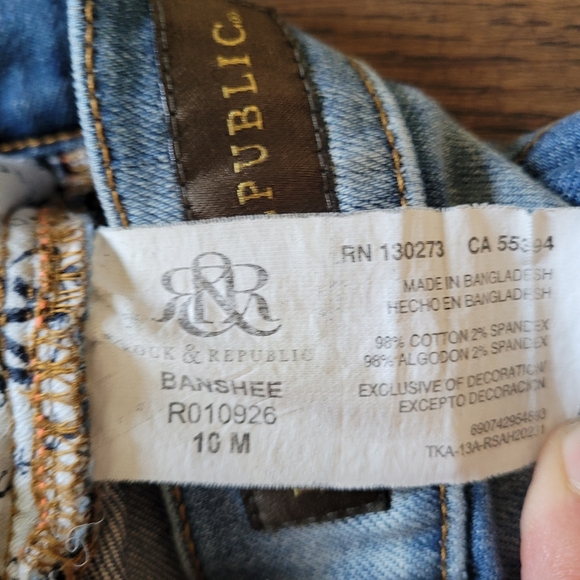 PUBLIC
RN 130273 CA 55394
MADE IN BANGLADESH
HECHO EN BANGLADESH
98% COTTON 2% SPANDEX
98% ALGODON 2% SPANDEX
EXCLUSIVE OF DECORATION
EXCEPTO DECORACION
TKA-13A-
R&R
ROCK & REPUBLIC
BANSHEE
R010926
10 M